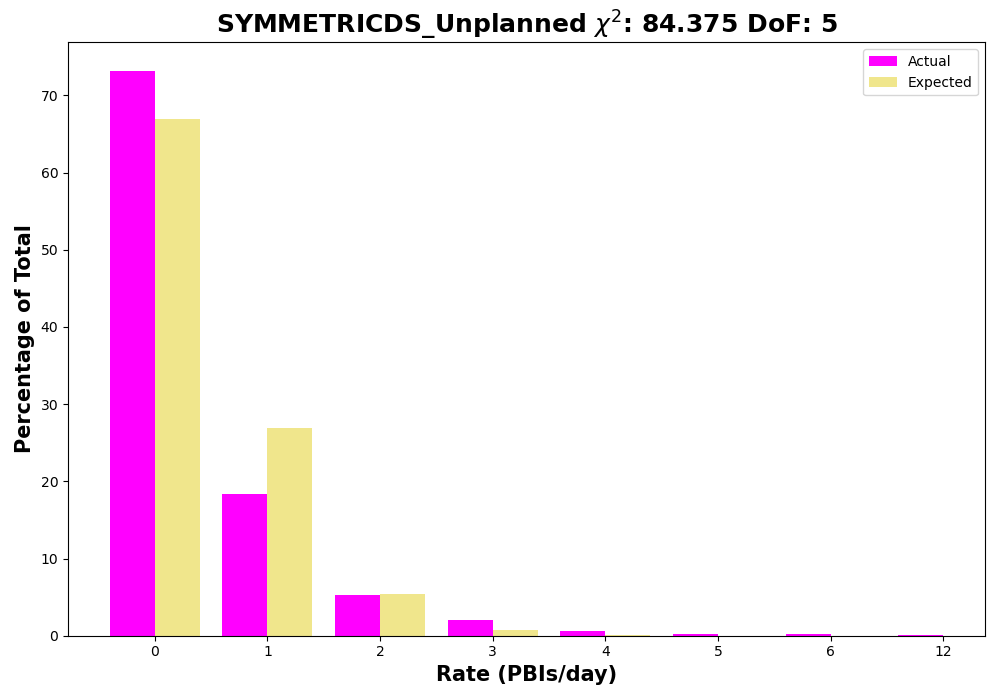 SYMMETRICDS_Unplanned χ²: 84.375 DoF: 5
Actual
Expected
Percentage of Total
70
60
50
40
30
20
10
0
0 1 2 3 4 5 6 12
Rate (PBIs/day)